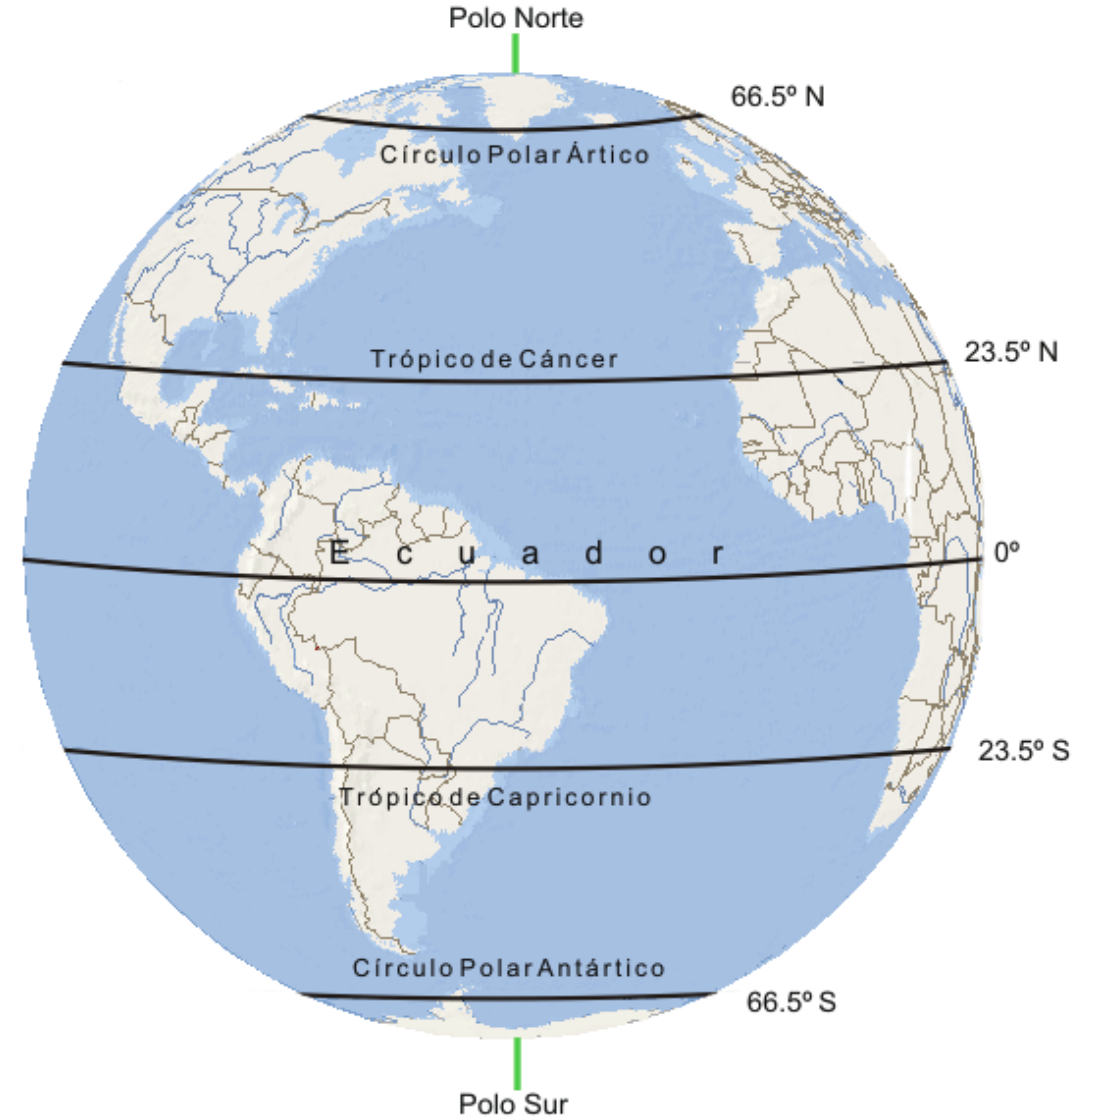 Polo Norte
66.5º N
Círculo Polar Ártico
Trópico de Cáncer
23.5º N
Ecuador
0º
23.5º S
Trópico de Capricornio
Círculo Polar Antártico
66.5º S
Polo Sur